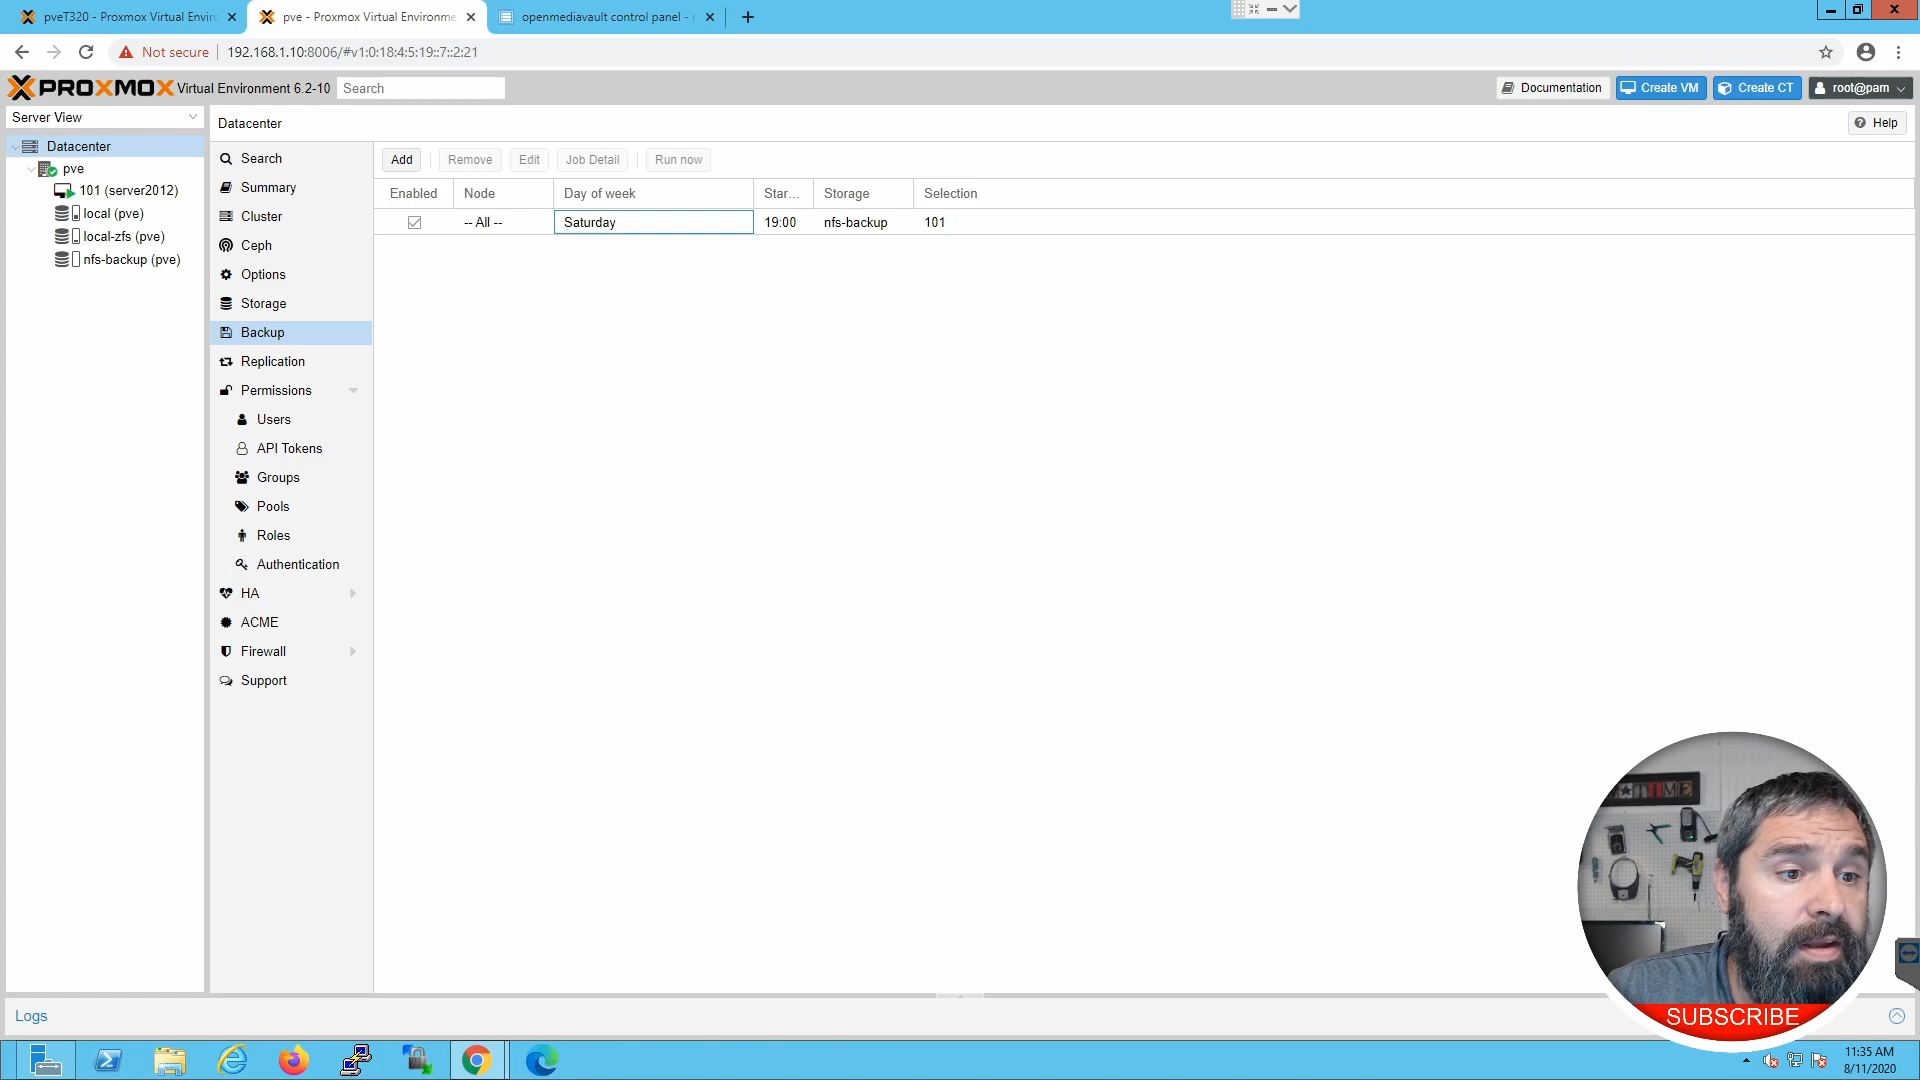 pveT320 - Proxmox Virtual Enviro
pve - Proxmox Virtual Environme
openmediavault control panel -
Not secure
192.168.1.10:8006/#v1:0:18:4:5:19::7::2:21
PROXMOX Virtual Environment 6.2-10
Search
Documentation
Create VM
Create CT
root@pam
Server View
Datacenter
pve
101 (server2012)
local (pve)
local-zfs (pve)
nfs-backup (pve)
Datacenter
Help
Search
Summary
Cluster
Ceph
Options
Storage
Backup
Replication
Permissions
Users
API Tokens
Groups
Pools
Roles
Authentication
HA
ACME
Firewall
Support
Add Remove Edit Job Detail Run now
Enabled Node Day of week Star... Storage Selection
-- All -- Saturday 19:00 nfs-backup 101
TIME
SUBSCRIBE
Logs
11:35 AM
8/11/2020